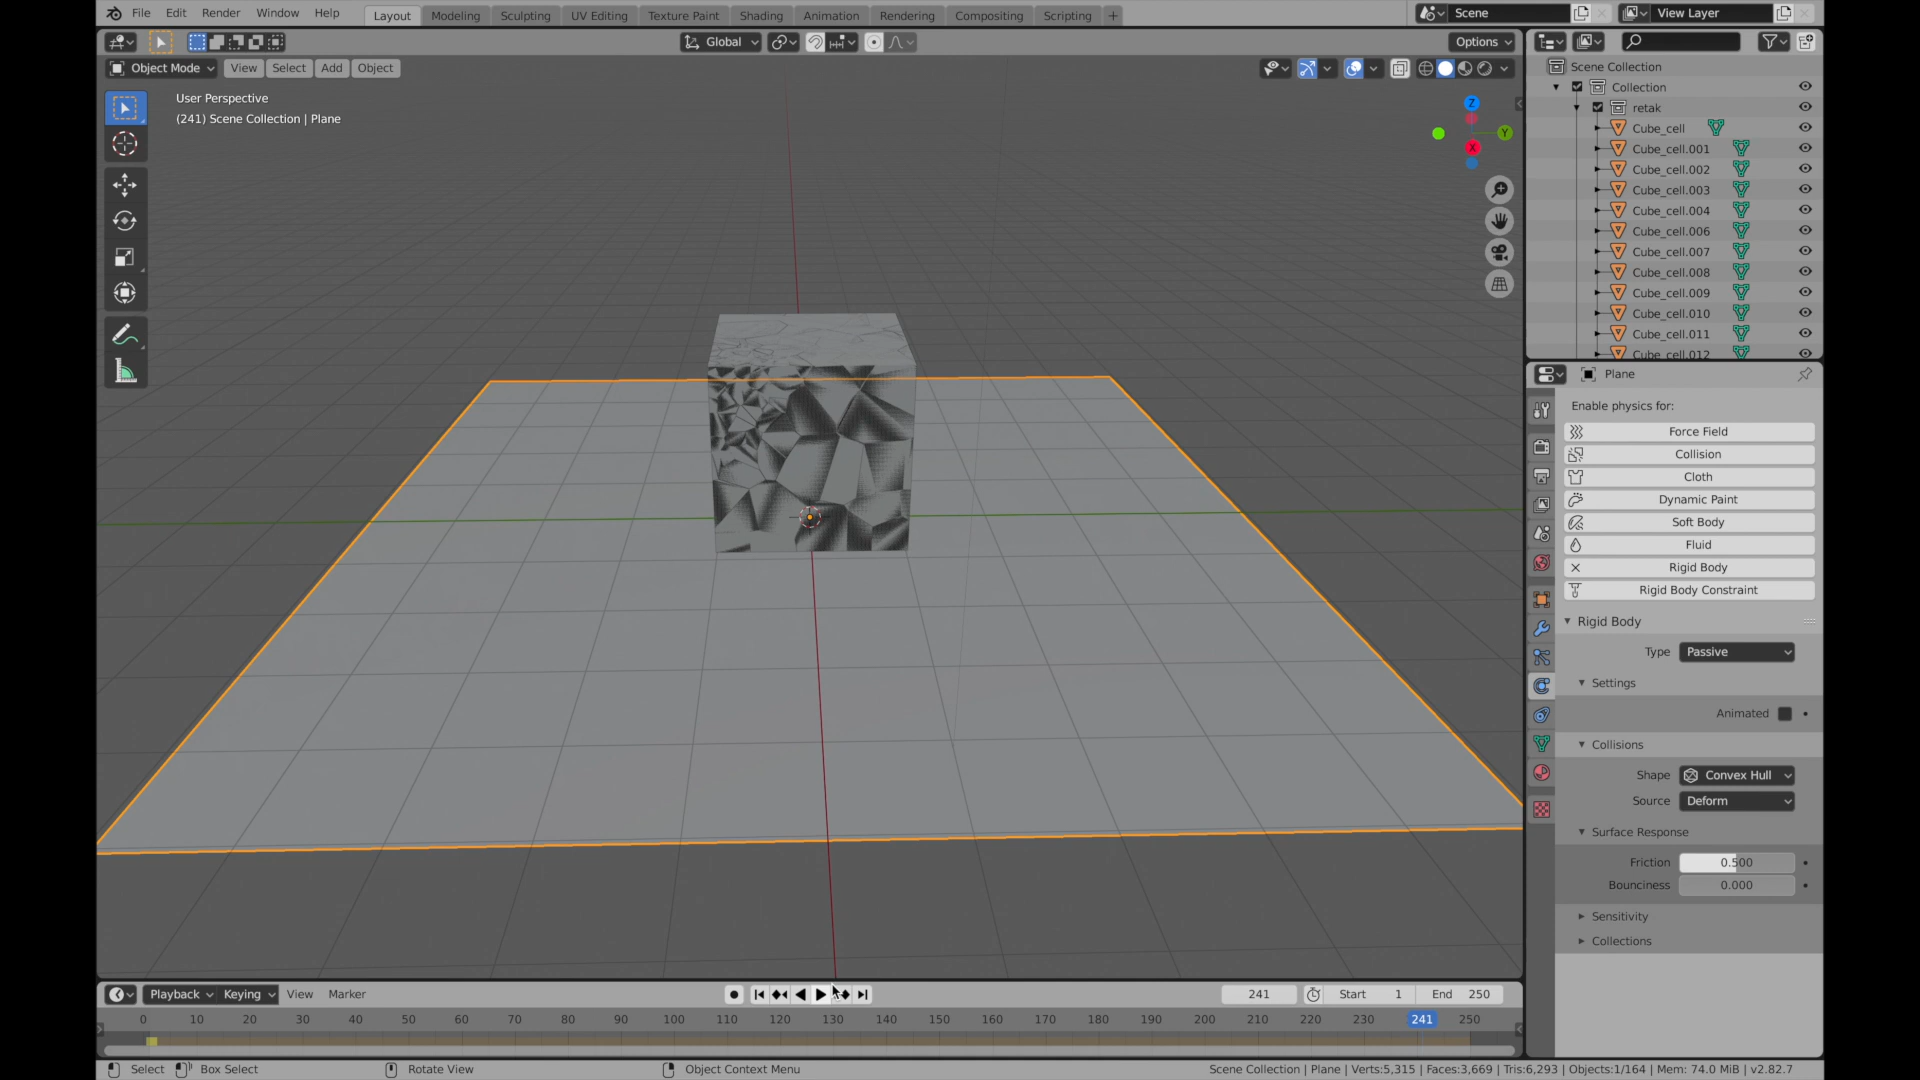 File Edit Render Window Help Layout Modeling Sculpting UV Editing Texture Paint Shading Animation Rendering Compositing Scripting + Scene View Layer
Global Options
Object Mode View Select Add Object
User Perspective
(241) Scene Collection | Plane
Z
Y
X
Scene Collection
Collection
retak
Cube_cell
Cube_cell.001
Cube_cell.002
Cube_cell.003
Cube_cell.004
Cube_cell.006
Cube_cell.007
Cube_cell.008
Cube_cell.009
Cube_cell.010
Cube_cell.011
Cube_cell.012
Plane
Enable physics for:
Force Field
Collision
Cloth
Dynamic Paint
Soft Body
Fluid
Rigid Body
Rigid Body Constraint
Rigid Body
Type Passive
Settings
Animated
Collisions
Shape Convex Hull
Source Deform
Surface Response
Friction 0.500
Bounciness 0.000
Sensitivity
Collections
Playback Keying View Marker 241 Start 1 End 250
0 10 20 30 40 50 60 70 80 90 100 110 120 130 140 150 160 170 180 190 200 210 220 230 241 250
Select Box Select Rotate View Object Context Menu Scene Collection | Plane | Verts:5,315 | Faces:3,669 | Tris:6,293 | Objects:1/164 | Mem: 74.0 MiB | v2.82.7